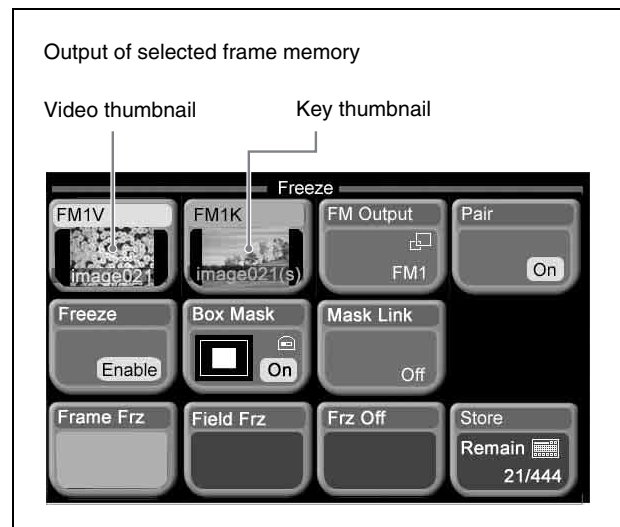 Output of selected frame memory
Video thumbnail
Key thumbnail
Freeze
FM1V
image021
FM1K
image021(s)
FM Output
FM1
Pair
On
Freeze
Enable
Box Mask
On
Mask Link
Off
Frame Frz
Field Frz
Frz Off
Store
Remain
21/444